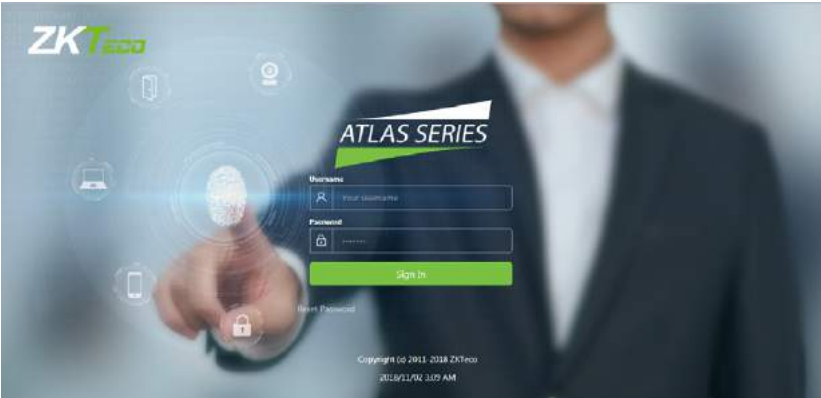 ZKTeco
ATLAS SERIES
Username
Your username
Password
Sign In
Reset Password
Copyright (c) 2011-2018 ZKTeco
2018/11/02 3:09 AM